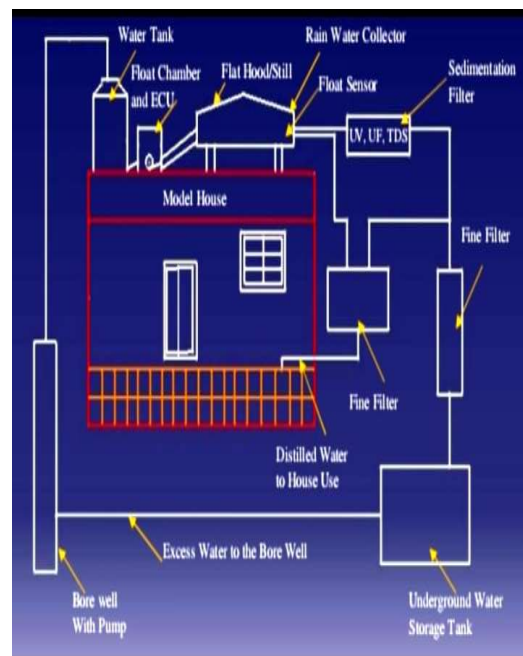 Water Tank
Float Chamber
and ECU
Flat Hood/Still
Rain Water Collector
Float Sensor
Sedimentation
Filter
UV, UF, TDS
Model House
Fine Filter
Fine Filter
Distilled Water
to House Use
Excess Water to the Bore Well
Bore well
With Pump
Underground Water
Storage Tank